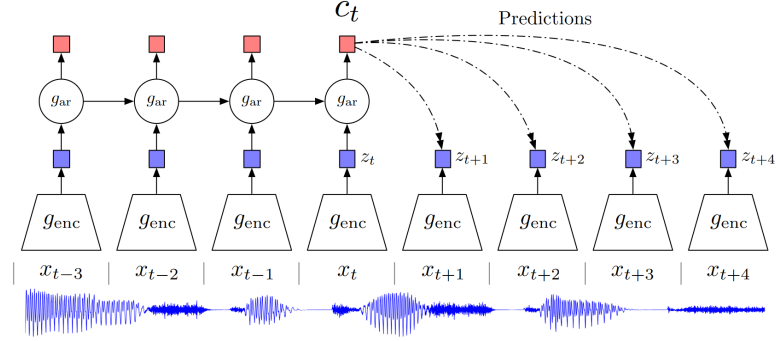 c_t
Predictions
g_ar g_ar g_ar g_ar
z_t z_{t+1} z_{t+2} z_{t+3} z_{t+4}
g_enc g_enc g_enc g_enc g_enc g_enc g_enc g_enc
x_{t−3} x_{t−2} x_{t−1} x_t x_{t+1} x_{t+2} x_{t+3} x_{t+4}